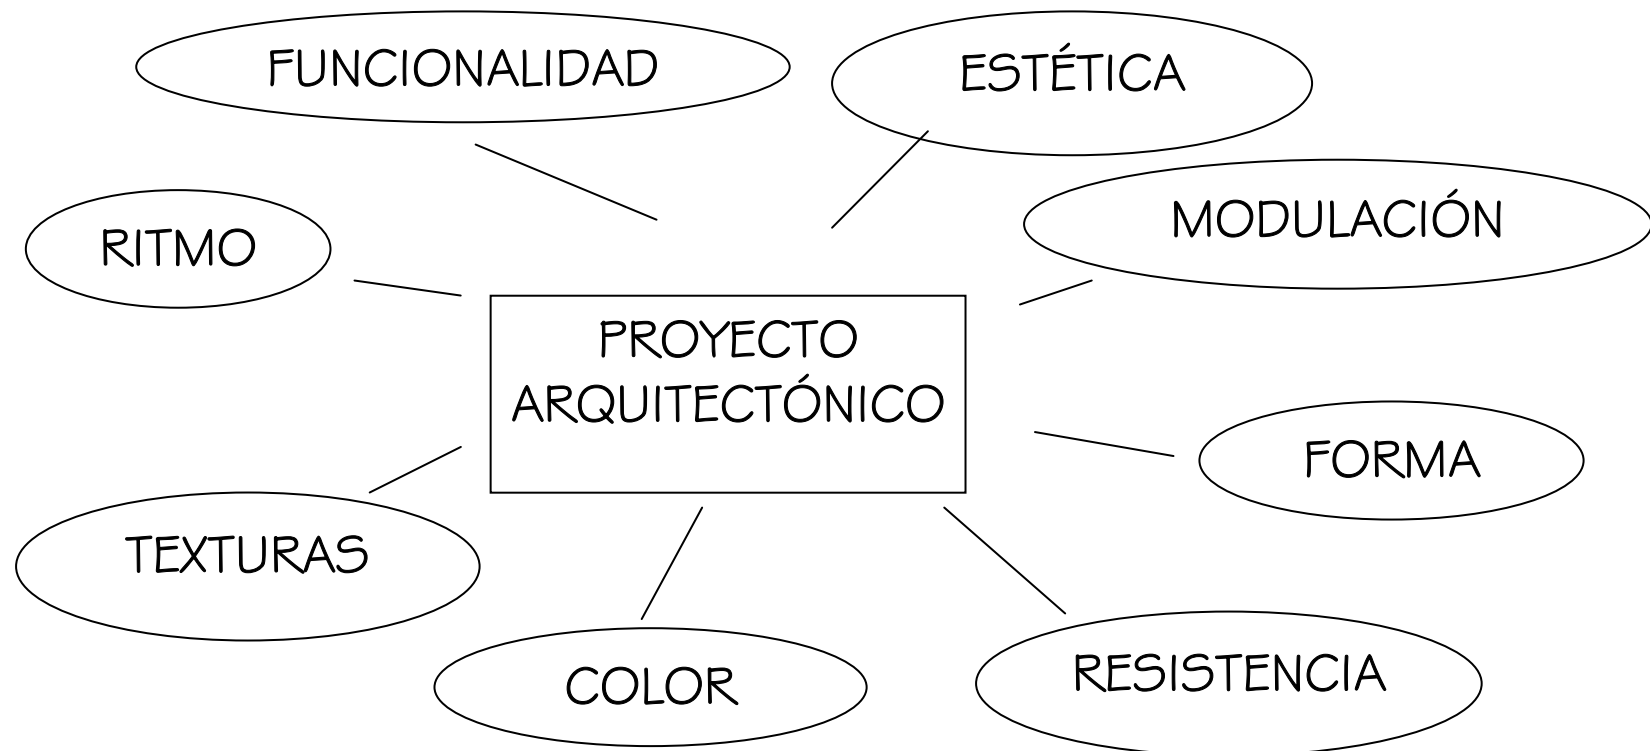 FUNCIONALIDAD
ESTÉTICA
MODULACIÓN
RITMO
PROYECTO
ARQUITECTÓNICO
FORMA
TEXTURAS
COLOR
RESISTENCIA